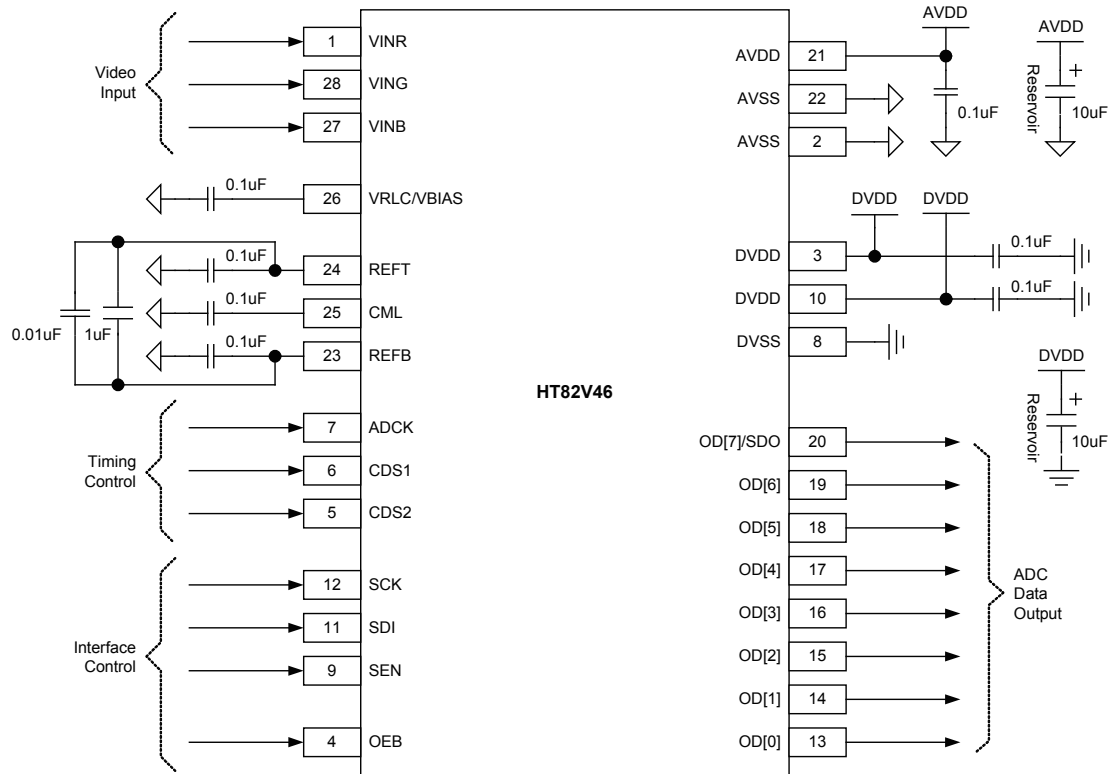 Video
Input
1 VINR
28 VING
27 VINB
0.1uF
26 VRLC/VBIAS
0.1uF
24 REFT
0.1uF
25 CML
0.1uF
23 REFB
0.01uF
1uF
Timing
Control
7 ADCK
6 CDS1
5 CDS2
Interface
Control
12 SCK
11 SDI
9 SEN
4 OEB
HT82V46
AVDD
AVDD 21
AVSS 22
AVSS 2
0.1uF
AVDD
Reservoir
+
10uF
DVDD
DVDD
DVDD 3
0.1uF
DVDD 10
0.1uF
DVSS 8
DVDD
Reservoir
+
10uF
OD[7]/SDO 20
OD[6] 19
OD[5] 18
OD[4] 17
OD[3] 16
OD[2] 15
OD[1] 14
OD[0] 13
ADC
Data
Output